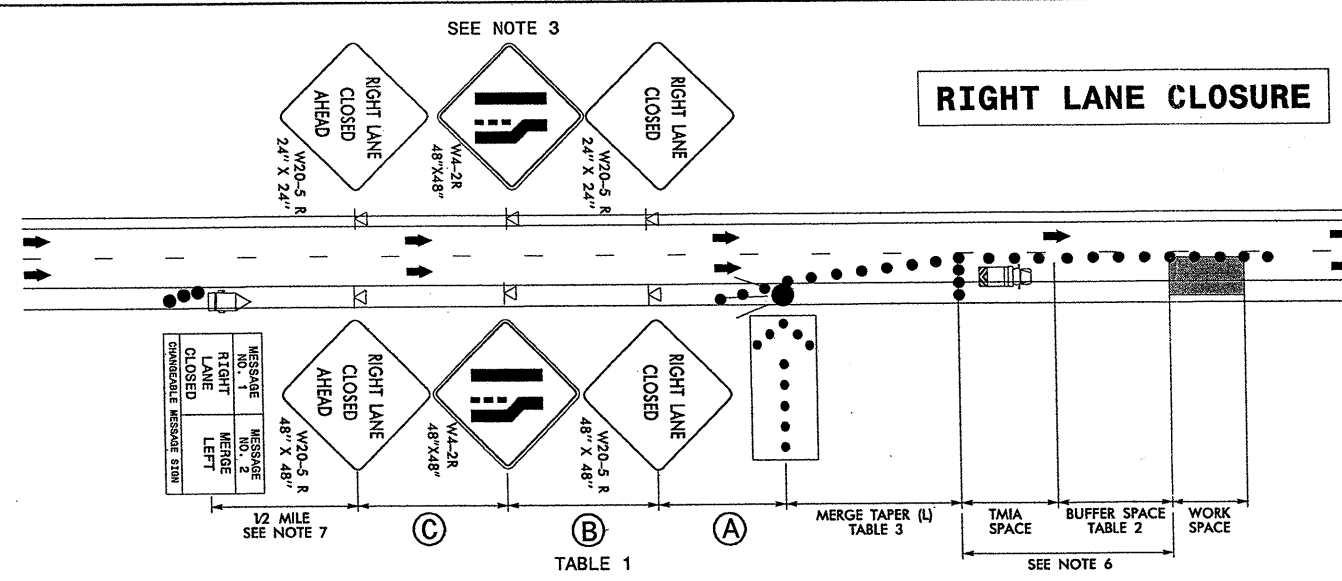 SEE NOTE 3
RIGHT LANE CLOSURE
RIGHT LANE
CLOSED
AHEAD
W20-5 R
24" X 24"
W4-2R
48"X48"
RIGHT LANE
CLOSED
W20-5 R
24" X 24"
MESSAGE
NO. 1
RIGHT
LANE
CLOSED
MESSAGE
NO. 2
MERGE
LEFT
CHANGEABLE MESSAGE SIGN
RIGHT LANE
CLOSED
AHEAD
W20-5 R
48" X 48"
W4-2R
48"X48"
RIGHT LANE
CLOSED
W20-5 R
48" X 48"
1/2 MILE
SEE NOTE 7
C
B
A
TABLE 1
MERGE TAPER (L)
TABLE 3
TMIA
SPACE
BUFFER SPACE
TABLE 2
WORK
SPACE
SEE NOTE 6